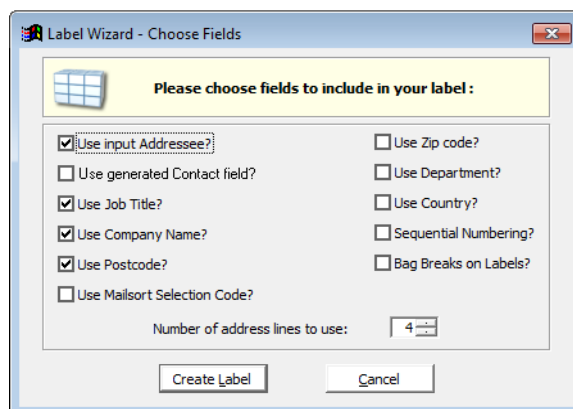 Label Wizard - Choose Fields
Please choose fields to include in your label :
Use input Addressee?
Use generated Contact field?
Use Job Title?
Use Company Name?
Use Postcode?
Use Mailsort Selection Code?
Use Zip code?
Use Department?
Use Country?
Sequential Numbering?
Bag Breaks on Labels?
Number of address lines to use: 4
Create Label
Cancel